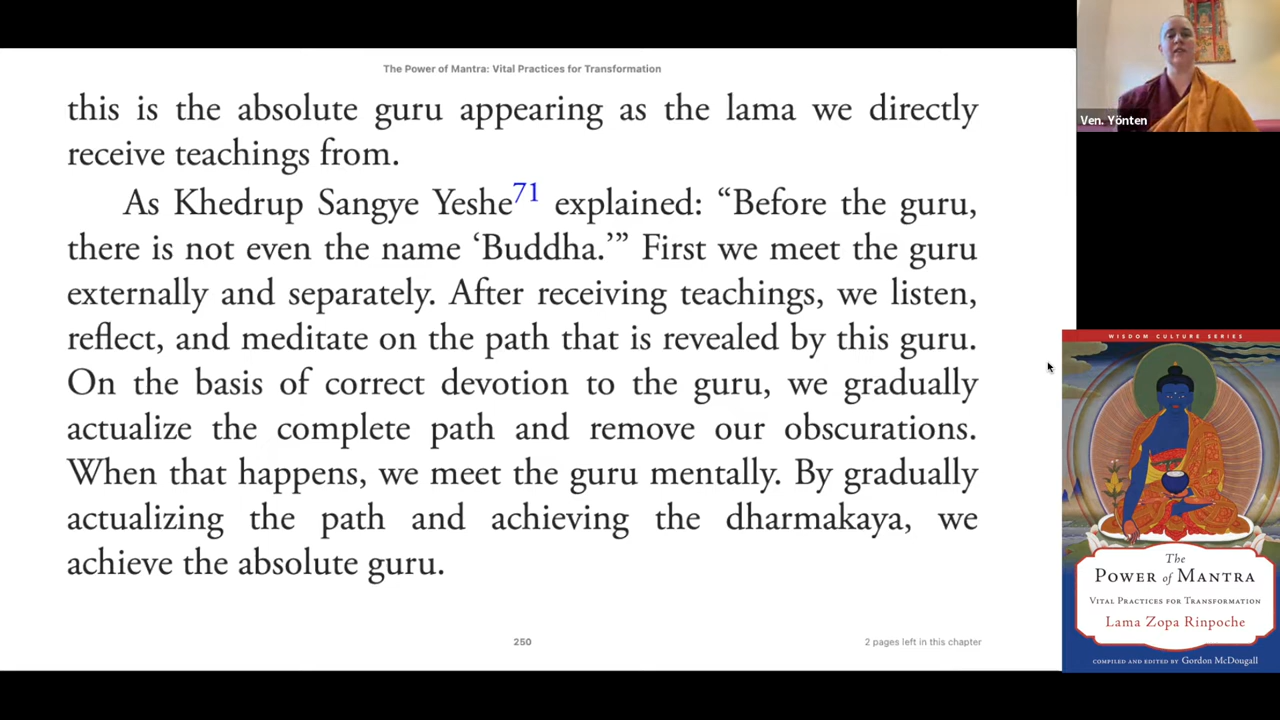 The Power of Mantra: Vital Practices for Transformation
this is the absolute guru appearing as the lama we directly
receive teachings from.
As Khedrup Sangye Yeshe71 explained: “Before the guru,
there is not even the name ‘Buddha.’” First we meet the guru
externally and separately. After receiving teachings, we listen,
reflect, and meditate on the path that is revealed by this guru.
On the basis of correct devotion to the guru, we gradually
actualize the complete path and remove our obscurations.
When that happens, we meet the guru mentally. By gradually
actualizing the path and achieving the dharmakaya, we
achieve the absolute guru.
250
2 pages left in this chapter
Ven. Yönten
WISDOM CULTURE SERIES
The
POWER of MANTRA
VITAL PRACTICES FOR TRANSFORMATION
Lama Zopa Rinpoche
COMPILED AND EDITED BY Gordon McDougall